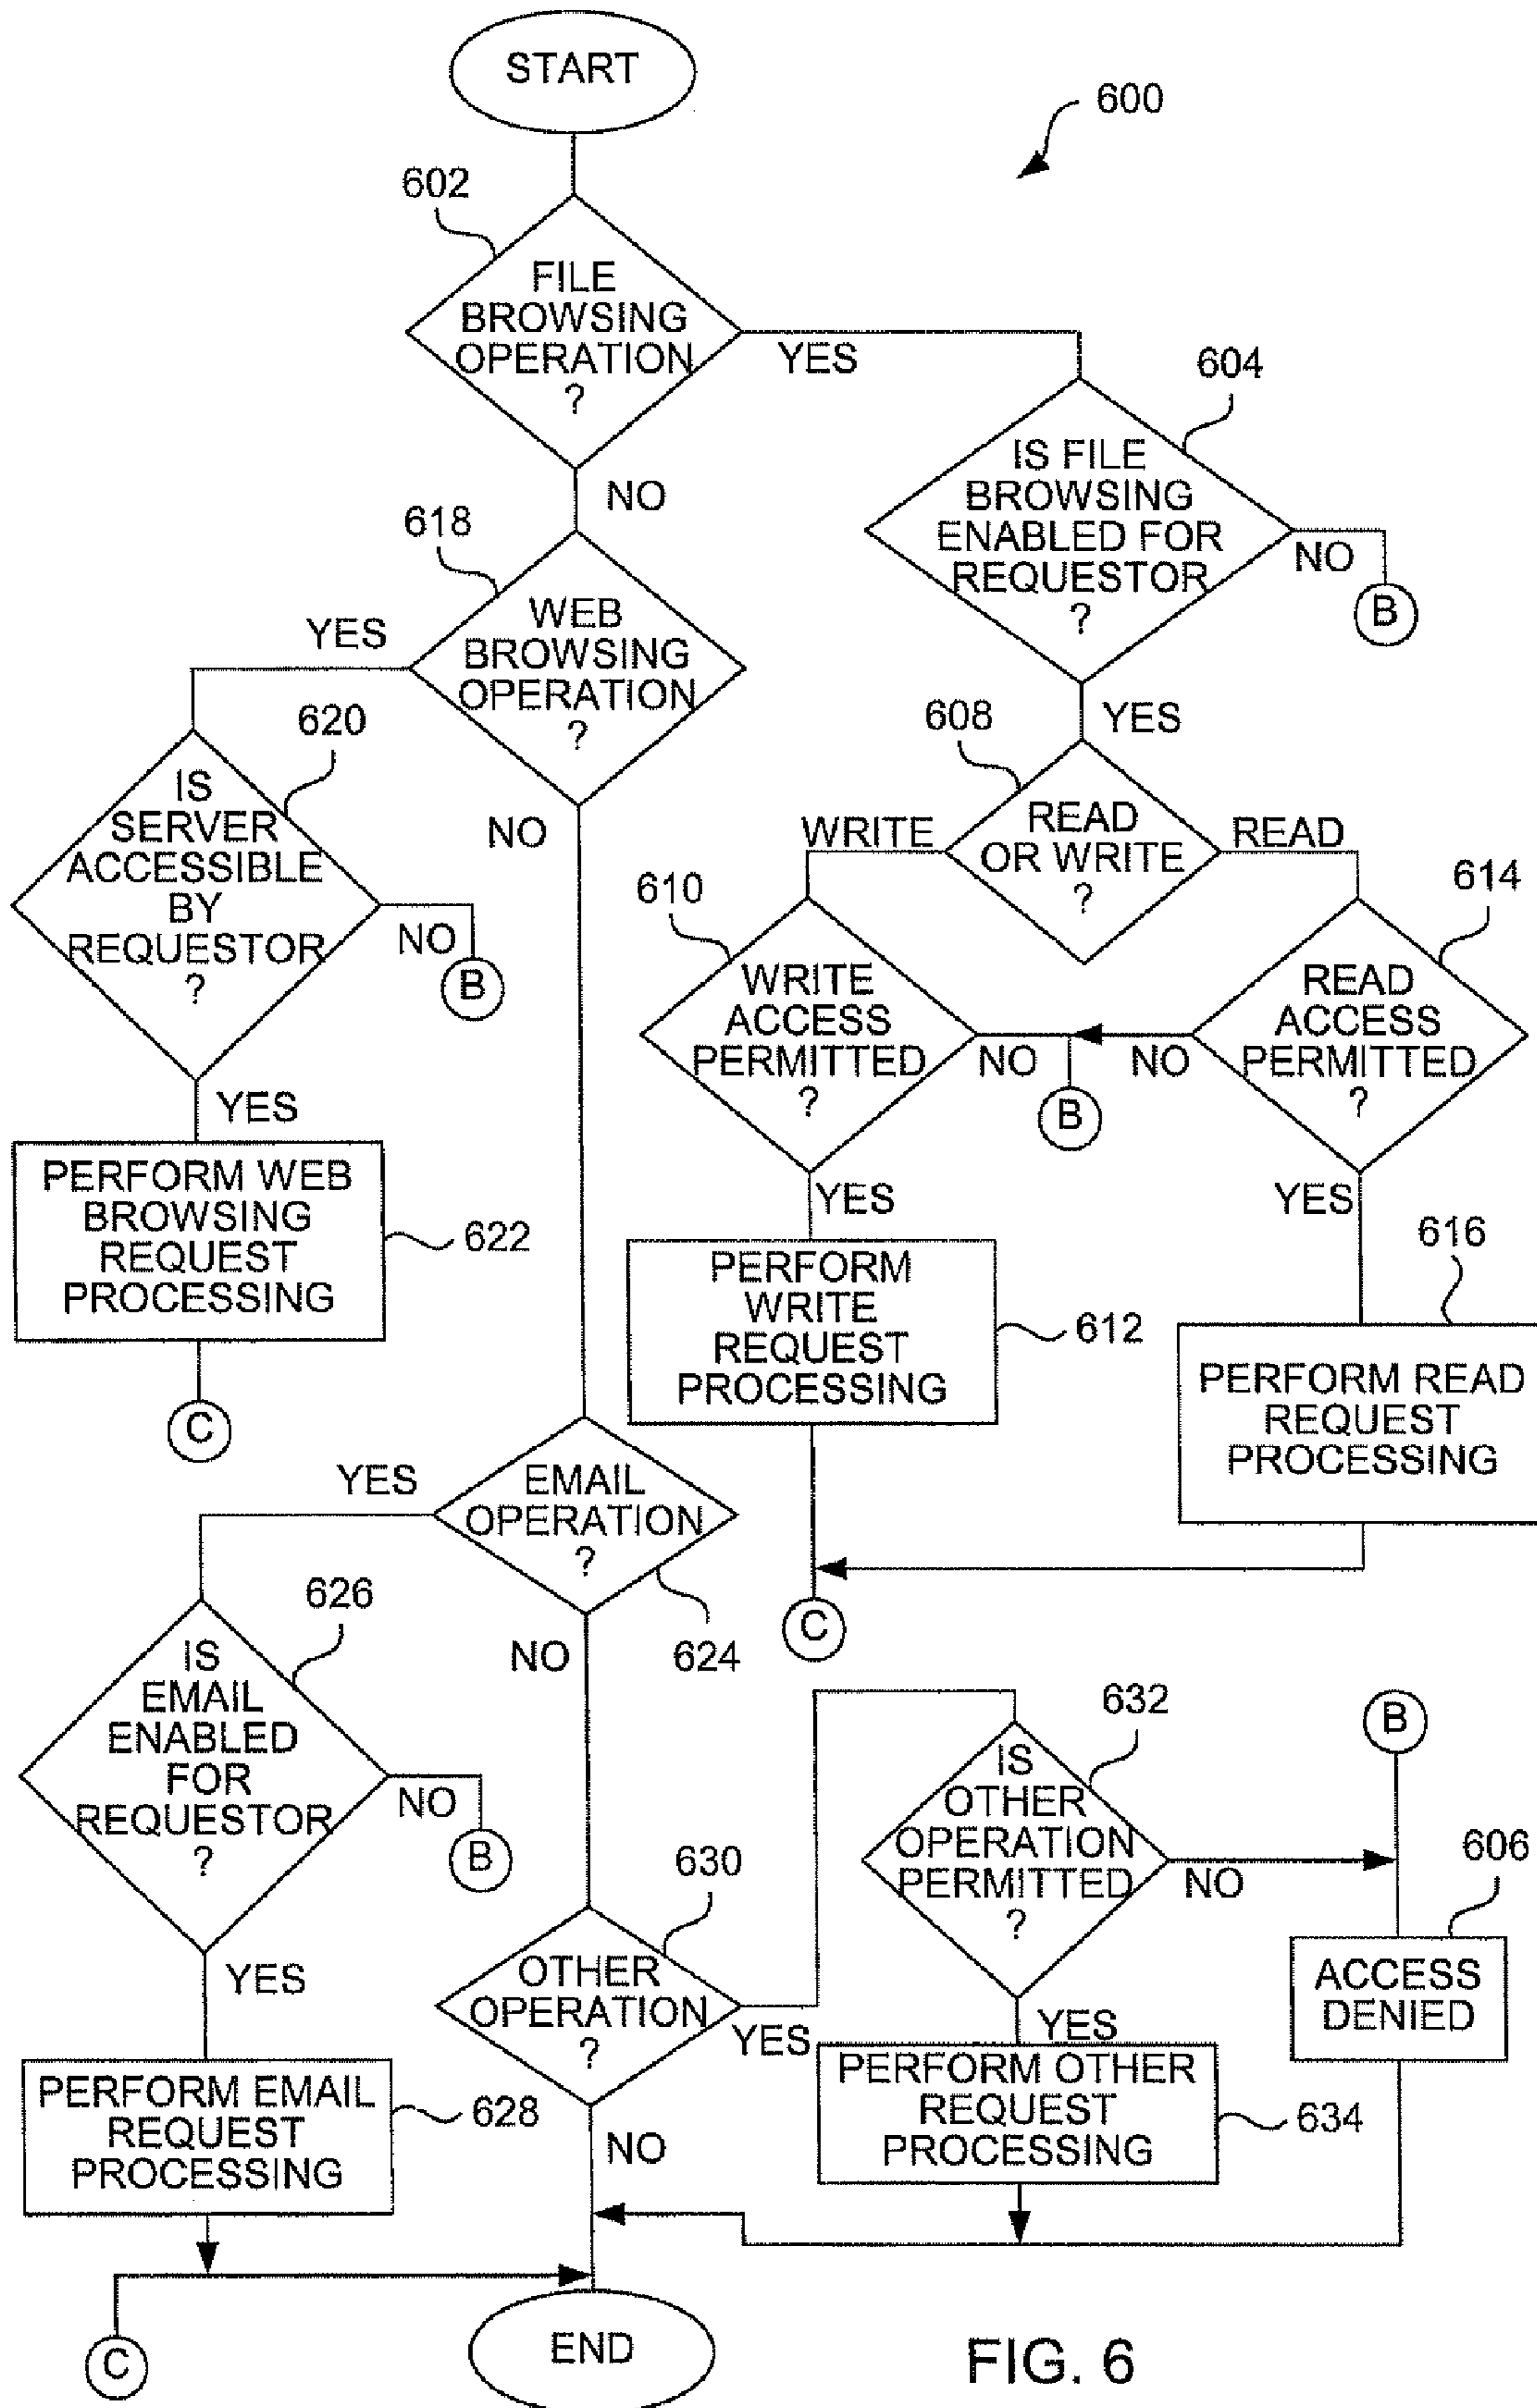 START
600
602
FILE
BROWSING
OPERATION
?
YES
NO
604
IS FILE
BROWSING
ENABLED FOR
REQUESTOR
?
NO
B
YES
618
WEB
BROWSING
OPERATION
?
YES
NO
608
READ
OR WRITE
?
WRITE
READ
620
IS
SERVER
ACCESSIBLE
BY
REQUESTOR
?
NO
B
YES
610
WRITE
ACCESS
PERMITTED
?
NO
B
YES
614
READ
ACCESS
PERMITTED
?
NO
YES
PERFORM WEB
BROWSING
REQUEST
PROCESSING
622
C
PERFORM
WRITE
REQUEST
PROCESSING
612
616
PERFORM READ
REQUEST
PROCESSING
C
EMAIL
OPERATION
?
YES
624
NO
626
IS
EMAIL
ENABLED
FOR
REQUESTOR
?
NO
B
YES
630
OTHER
OPERATION
?
YES
NO
632
IS
OTHER
OPERATION
PERMITTED
?
NO
YES
B
606
ACCESS
DENIED
PERFORM EMAIL
REQUEST
PROCESSING
628
PERFORM OTHER
REQUEST
PROCESSING
634
C
END
FIG. 6